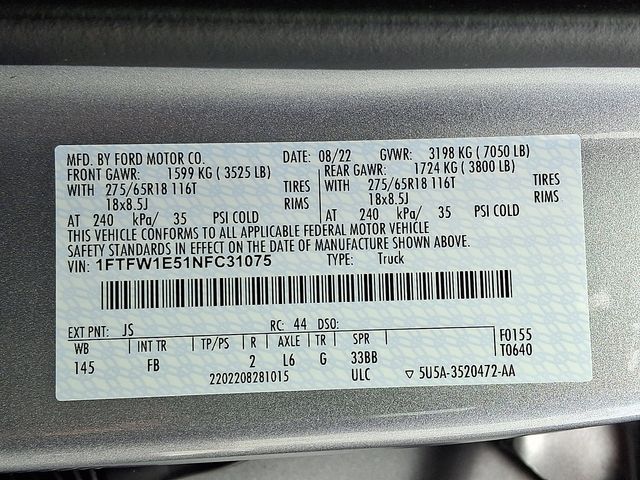 MFD. BY FORD MOTOR CO. DATE: 08/22 GVWR: 3198 KG ( 7050 LB)
FRONT GAWR: 1599 KG ( 3525 LB) REAR GAWR: 1724 KG ( 3800 LB)
WITH 275/65R18 116T TIRES WITH 275/65R18 116T TIRES
18x8.5J RIMS 18x8.5J RIMS
AT 240 kPa/ 35 PSI COLD AT 240 kPa/ 35 PSI COLD
THIS VEHICLE CONFORMS TO ALL APPLICABLE FEDERAL MOTOR VEHICLE
SAFETY STANDARDS IN EFFECT ON THE DATE OF MANUFACTURE SHOWN ABOVE.
VIN: 1FTFW1E51NFC31075 TYPE: Truck
EXT PNT: JS RC: 44 DSO: F0155
WB INT TR TP/PS R AXLE TR SPR T0640
145 FB 2 L6 G 33BB
2202208281015 ULC ▽ 5U5A-3520472-AA